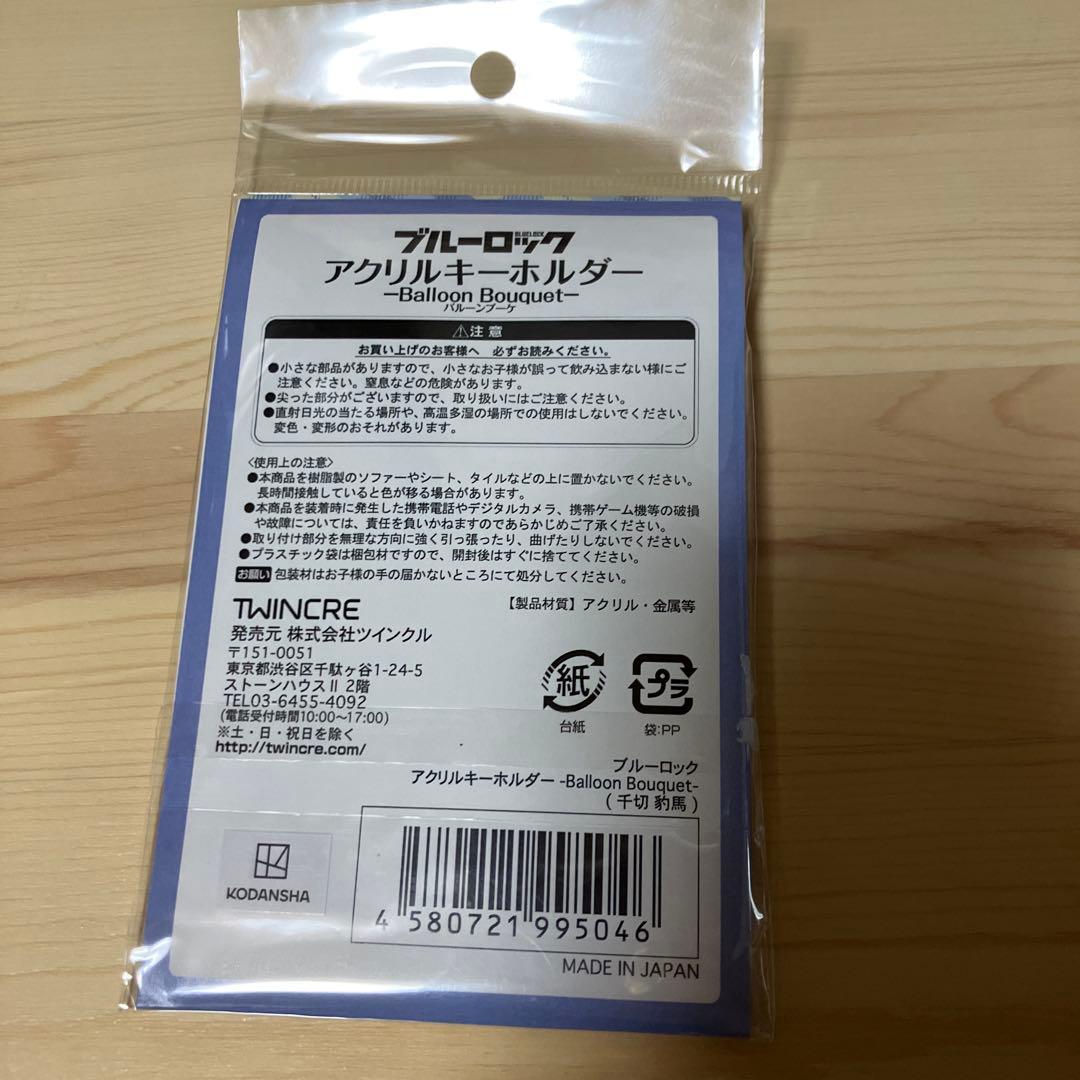 ブルーロック
BLUELOCK
アクリルキーホルダー
-Balloon Bouquet-
バルーンブーケ
⚠注意
お買い上げのお客様へ 必ずお読みください。
●小さな部品がありますので、小さなお子様が誤って飲み込まない様にご
注意ください。窒息などの危険があります。
●尖った部分がございますので、取り扱いにはご注意ください。
●直射日光の当たる場所や、高温多湿の場所での使用はしないでください。
変色・変形のおそれがあります。
〈使用上の注意〉
●本商品を樹脂製のソファーやシート、タイルなどの上に置かないでください。
長時間接触していると色が移る場合があります。
●本商品を装着時に発生した携帯電話やデジタルカメラ、携帯ゲーム機等の破損
や故障については、責任を負いかねますのであらかじめご了承ください。
●取り付け部分を無理な方向に強く引っ張ったり、曲げたりしないでください。
●プラスチック袋は梱包材ですので、開封後はすぐに捨ててください。
お願い 包装材はお子様の手の届かないところにて処分してください。
TWINCRE
【製品材質】アクリル・金属等
発売元 株式会社ツインクル
〒151-0051
東京都渋谷区千駄ヶ谷1-24-5
ストーンハウスⅡ 2階
TEL03-6455-4092
(電話受付時間10:00〜17:00)
※土・日・祝日を除く
http://twincre.com/
紙
台紙
プラ
袋:PP
ブルーロック
アクリルキーホルダー -Balloon Bouquet-
(千切 豹馬)
KODANSHA
4 580721 995046
MADE IN JAPAN